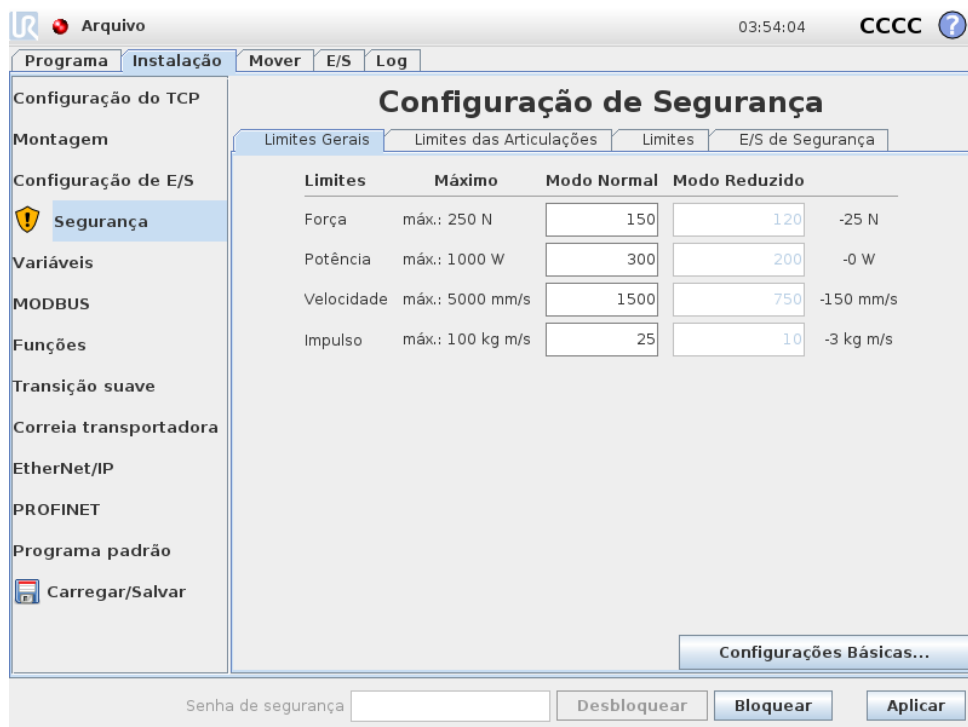 UR Arquivo 03:54:04 CCCC ?
Programa Instalação Mover E/S Log
Configuração do TCP
Montagem
Configuração de E/S
Segurança
Variáveis
MODBUS
Funções
Transição suave
Correia transportadora
EtherNet/IP
PROFINET
Programa padrão
Carregar/Salvar
Configuração de Segurança
Limites Gerais Limites das Articulações Limites E/S de Segurança
Limites Máximo Modo Normal Modo Reduzido
Força máx.: 250 N 150 120 -25 N
Potência máx.: 1000 W 300 200 -0 W
Velocidade máx.: 5000 mm/s 1500 750 -150 mm/s
Impulso máx.: 100 kg m/s 25 10 -3 kg m/s
Configurações Básicas...
Senha de segurança Desbloquear Bloquear Aplicar